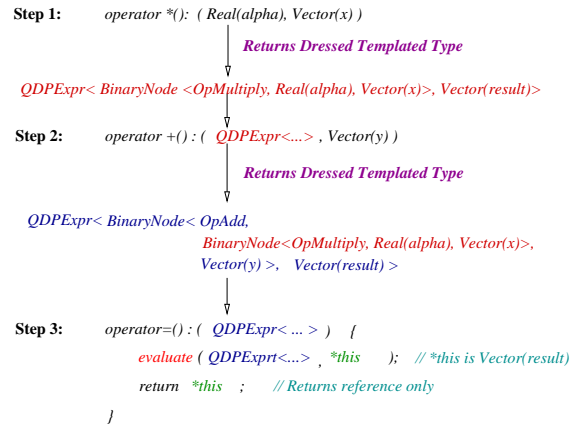 Step 1: operator *(): ( Real(alpha), Vector(x) )
Returns Dressed Templated Type
QDPExpr< BinaryNode <OpMultiply, Real(alpha), Vector(x)>, Vector(result)>
Step 2: operator +() : ( QDPExpr<...> , Vector(y) )
Returns Dressed Templated Type
QDPExpr< BinaryNode< OpAdd,
BinaryNode<OpMultiply, Real(alpha), Vector(x)>,
Vector(y) >, Vector(result) >
Step 3: operator=() : ( QDPExpr< ... > ) {
evaluate ( QDPExprt<...> , *this ); // *this is Vector(result)
return *this ; // Returns reference only
}